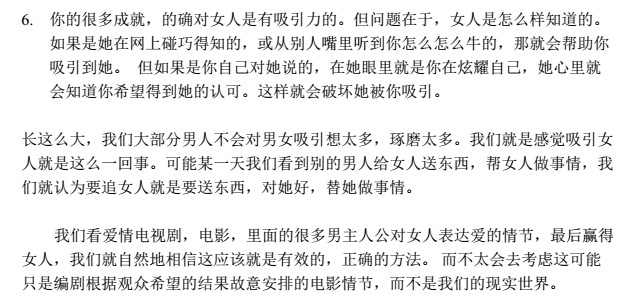 6. 你的很多成就，的确对女人是有吸引力的。但问题在于，女人是怎么样知道的。
如果是她在网上碰巧得知的，或从别人嘴里听到你怎么怎么牛的，那就会帮助你
吸引到她。 但如果是你自己对她说的，在她眼里就是你在炫耀自己，她心里就
会知道你希望得到她的认可。这样就会破坏她被你吸引。
长这么大，我们大部分男人不会对男女吸引想太多，琢磨太多。我们就是感觉吸引女
人就是这么一回事。可能某一天我们看到别的男人给女人送东西，帮女人做事情，我
们就认为要追女人就是要送东西，对她好，替她做事情。
我们看爱情电视剧，电影，里面的很多男主人公对女人表达爱的情节，最后赢得
女人，我们就自然地相信这应该就是有效的，正确的方法。 而不太会去考虑这可能
只是编剧根据观众希望的结果故意安排的电影情节，而不是我们的现实世界。